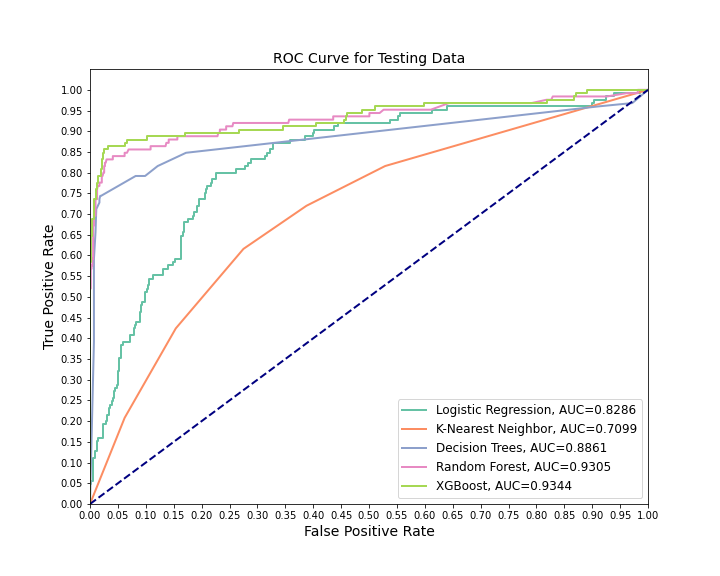 ROC Curve for Testing Data
True Positive Rate
1.00
0.95
0.90
0.85
0.80
0.75
0.70
0.65
0.60
0.55
0.50
0.45
0.40
0.35
0.30
0.25
0.20
0.15
0.10
0.05
0.00
Logistic Regression, AUC=0.8286
K-Nearest Neighbor, AUC=0.7099
Decision Trees, AUC=0.8861
Random Forest, AUC=0.9305
XGBoost, AUC=0.9344
0.00 0.05 0.10 0.15 0.20 0.25 0.30 0.35 0.40 0.45 0.50 0.55 0.60 0.65 0.70 0.75 0.80 0.85 0.90 0.95 1.00
False Positive Rate